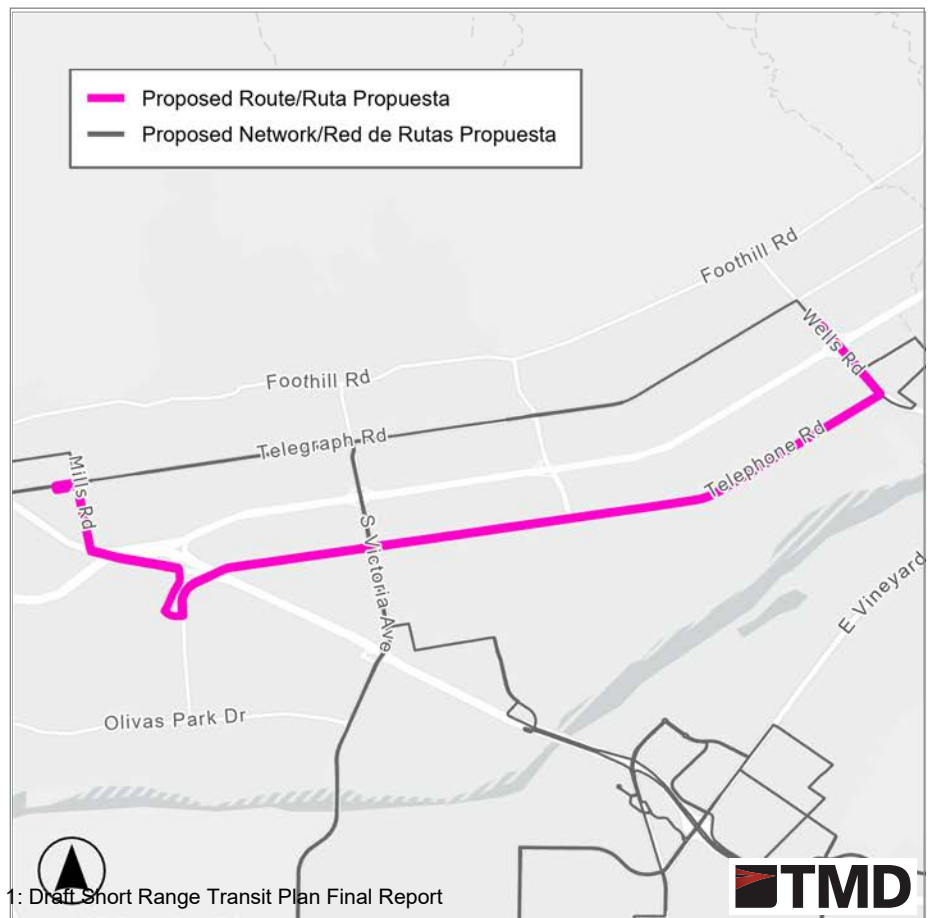 Proposed Route/Ruta Propuesta
Proposed Network/Red de Rutas Propuesta
Foothill Rd
Wells Rd
Foothill Rd
Telegraph Rd
Telephone Rd
Mills Rd
S Victoria Ave
E Vineyard
Olivas Park Dr
1: Draft Short Range Transit Plan Final Report
TMD